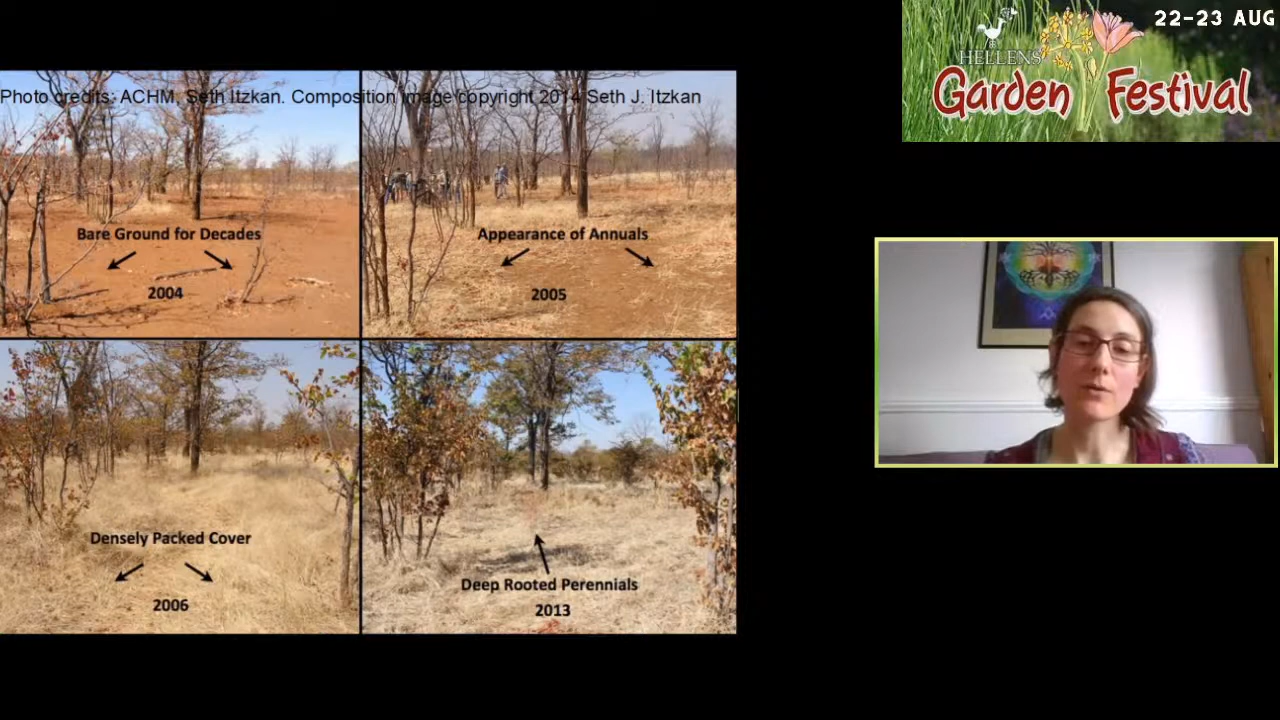 22-23 AUG
HELLENS
Garden Festival
Photo credits: ACHM, Seth Itzkan. Composition image copyright 2014 Seth J. Itzkan
Bare Ground for Decades
2004
Appearance of Annuals
2005
Densely Packed Cover
2006
Deep Rooted Perennials
2013